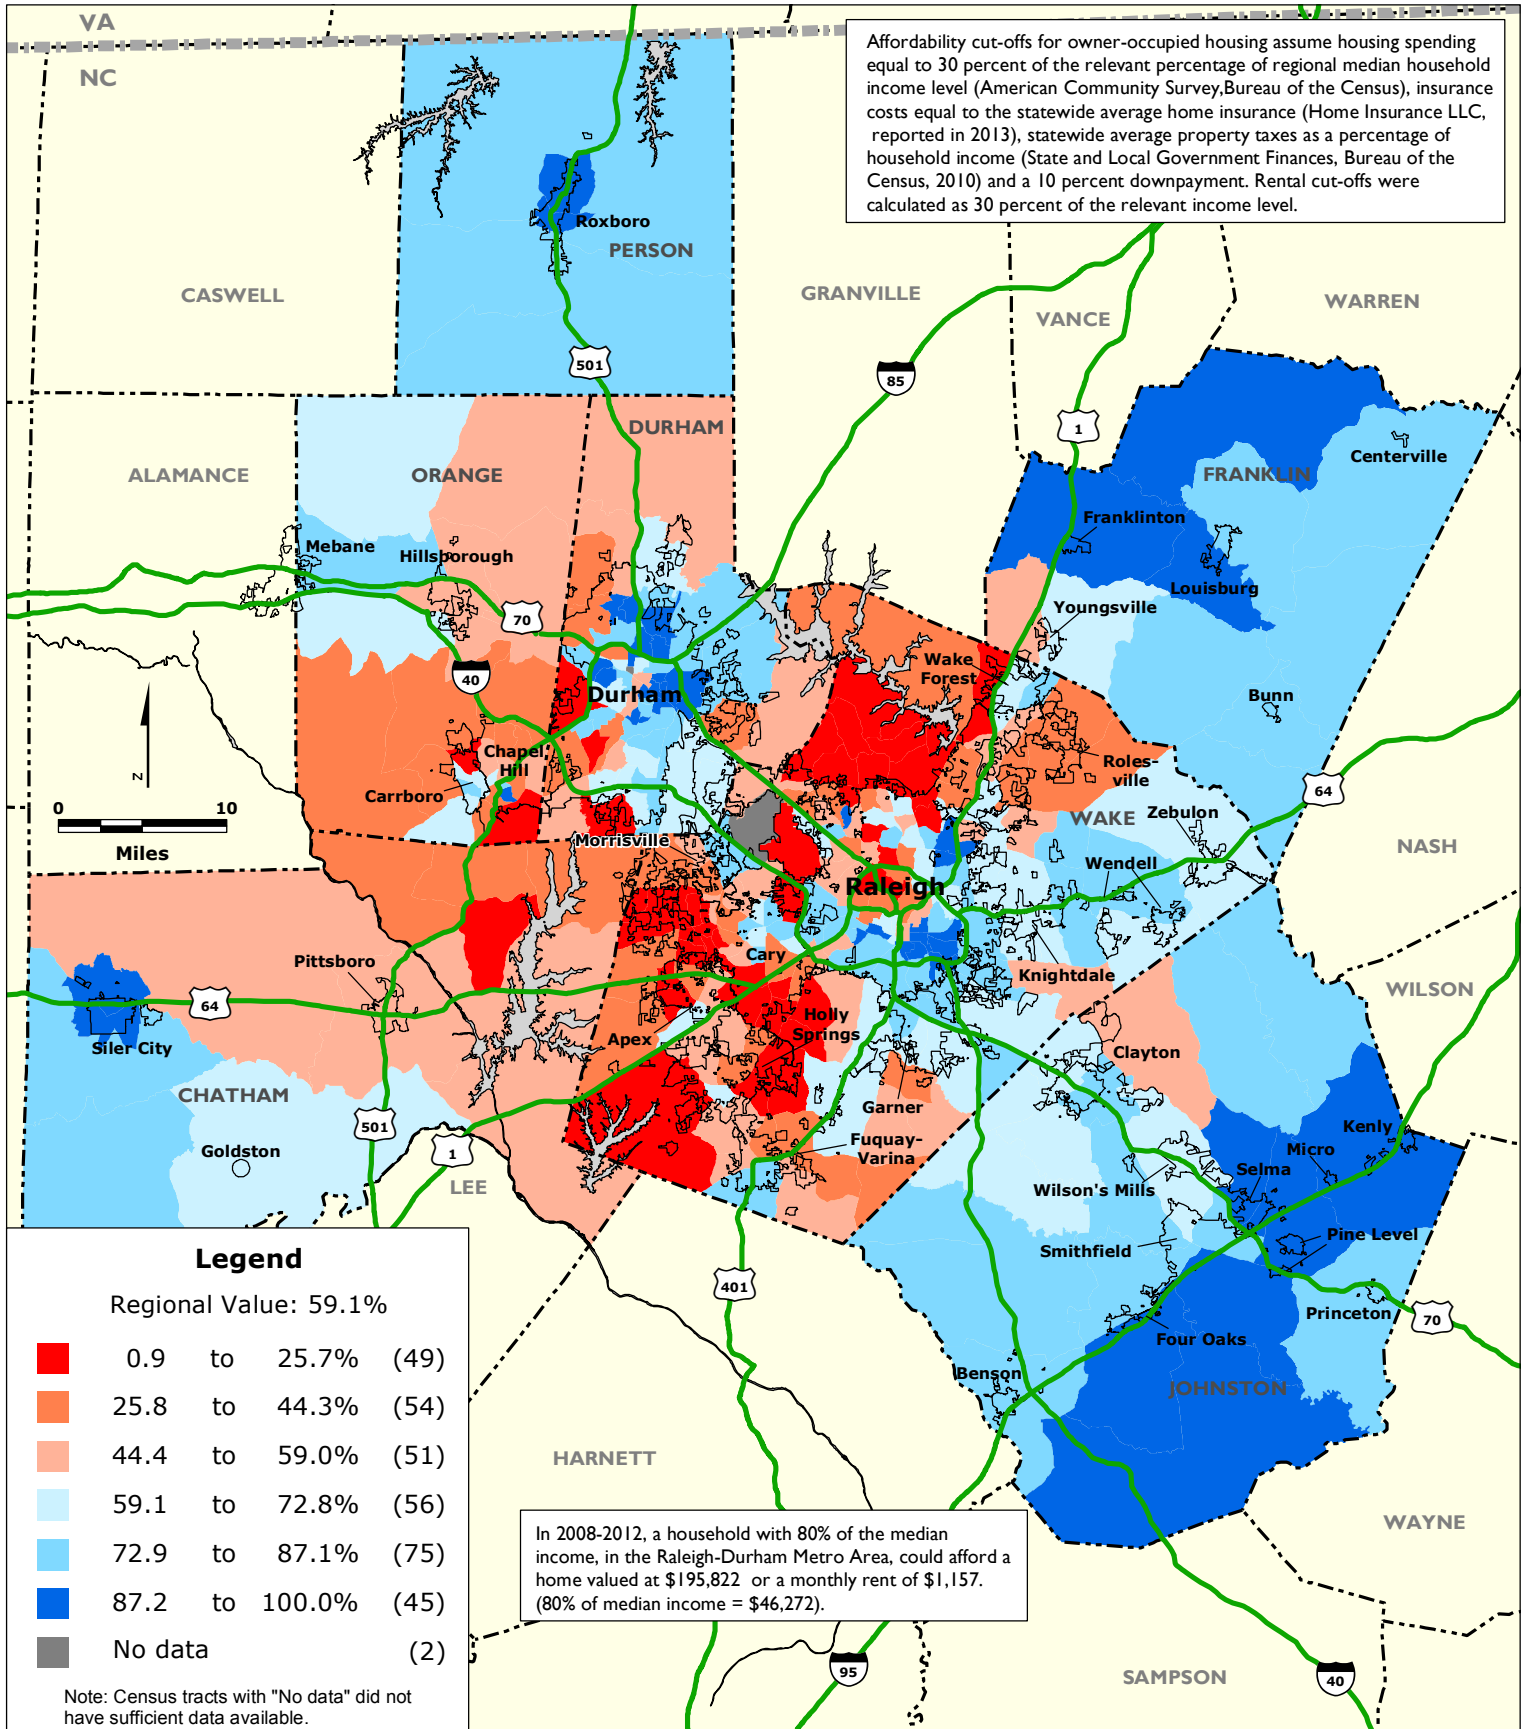 VA
NC
Affordability cut-offs for owner-occupied housing assume housing spending
equal to 30 percent of the relevant percentage of regional median household
income level (American Community Survey,Bureau of the Census), insurance
costs equal to the statewide average home insurance (Home Insurance LLC,
reported in 2013), statewide average property taxes as a percentage of
household income (State and Local Government Finances, Bureau of the
Census, 2010) and a 10 percent downpayment. Rental cut-offs were
calculated as 30 percent of the relevant income level.
Roxboro
PERSON
CASWELL
GRANVILLE
VANCE
WARREN
501
85
1
DURHAM
ALAMANCE
ORANGE
FRANKLIN
Centerville
Franklinton
Mebane
Hillsborough
Louisburg
Youngsville
70
40
Wake
Forest
Durham
Bunn
Chapel
Hill
Roles-
ville
Carrboro
64
N
0 10
Miles
WAKE
Zebulon
Morrisville
Wendell
NASH
Raleigh
Cary
Pittsboro
Knightdale
WILSON
64
Siler City
Holly
Springs
Apex
Clayton
CHATHAM
Garner
501
1
Goldston
Fuquay-
Varina
Kenly
Micro
Selma
LEE
Wilson's Mills
Pine Level
Smithfield
401
Princeton
70
Four Oaks
Benson
JOHNSTON
HARNETT
WAYNE
SAMPSON
95
40
Legend
Regional Value: 59.1%
0.9 to 25.7% (49)
25.8 to 44.3% (54)
44.4 to 59.0% (51)
59.1 to 72.8% (56)
72.9 to 87.1% (75)
87.2 to 100.0% (45)
No data (2)
Note: Census tracts with "No data" did not
have sufficient data available.
In 2008-2012, a household with 80% of the median
income, in the Raleigh-Durham Metro Area, could afford a
home valued at $195,822 or a monthly rent of $1,157.
(80% of median income = $46,272).